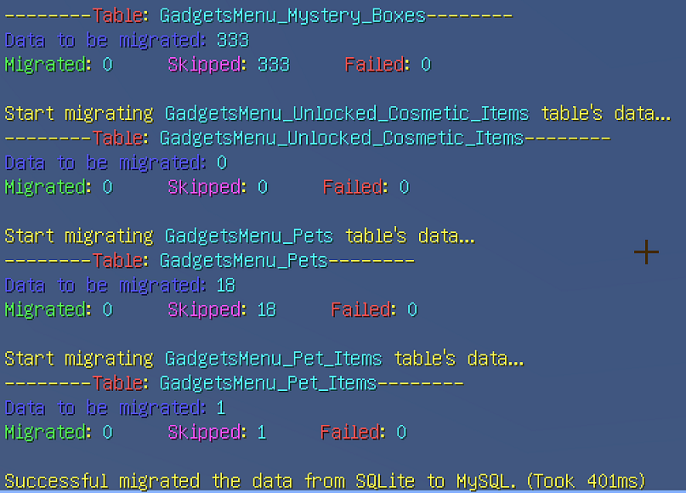 --------Table: GadgetsMenu_Mystery_Boxes--------
Data to be migrated: 333
Migrated: 0 Skipped: 333 Failed: 0
Start migrating GadgetsMenu_Unlocked_Cosmetic_Items table's data...
--------Table: GadgetsMenu_Unlocked_Cosmetic_Items--------
Data to be migrated: 0
Migrated: 0 Skipped: 0 Failed: 0
Start migrating GadgetsMenu_Pets table's data...
--------Table: GadgetsMenu_Pets--------
Data to be migrated: 18
Migrated: 0 Skipped: 18 Failed: 0
Start migrating GadgetsMenu_Pet_Items table's data...
--------Table: GadgetsMenu_Pet_Items--------
Data to be migrated: 1
Migrated: 0 Skipped: 1 Failed: 0
Successful migrated the data from SQLite to MySQL. (Took 401ms)